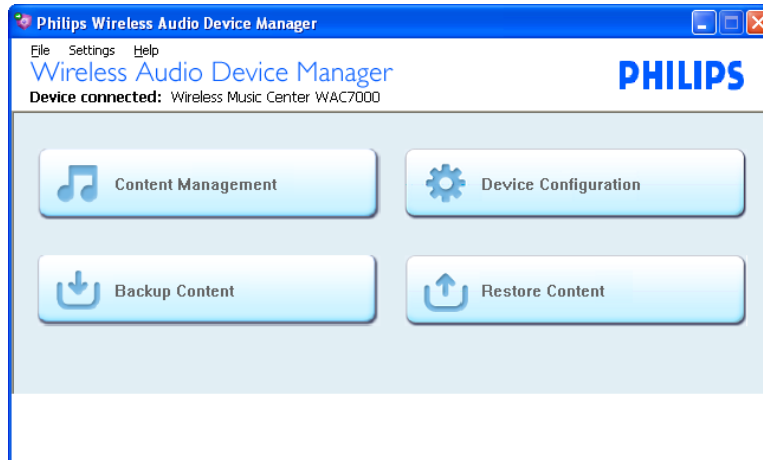 Philips Wireless Audio Device Manager
File Settings Help
Wireless Audio Device Manager
PHILIPS
Device connected: Wireless Music Center WAC7000
Content Management
Device Configuration
Backup Content
Restore Content